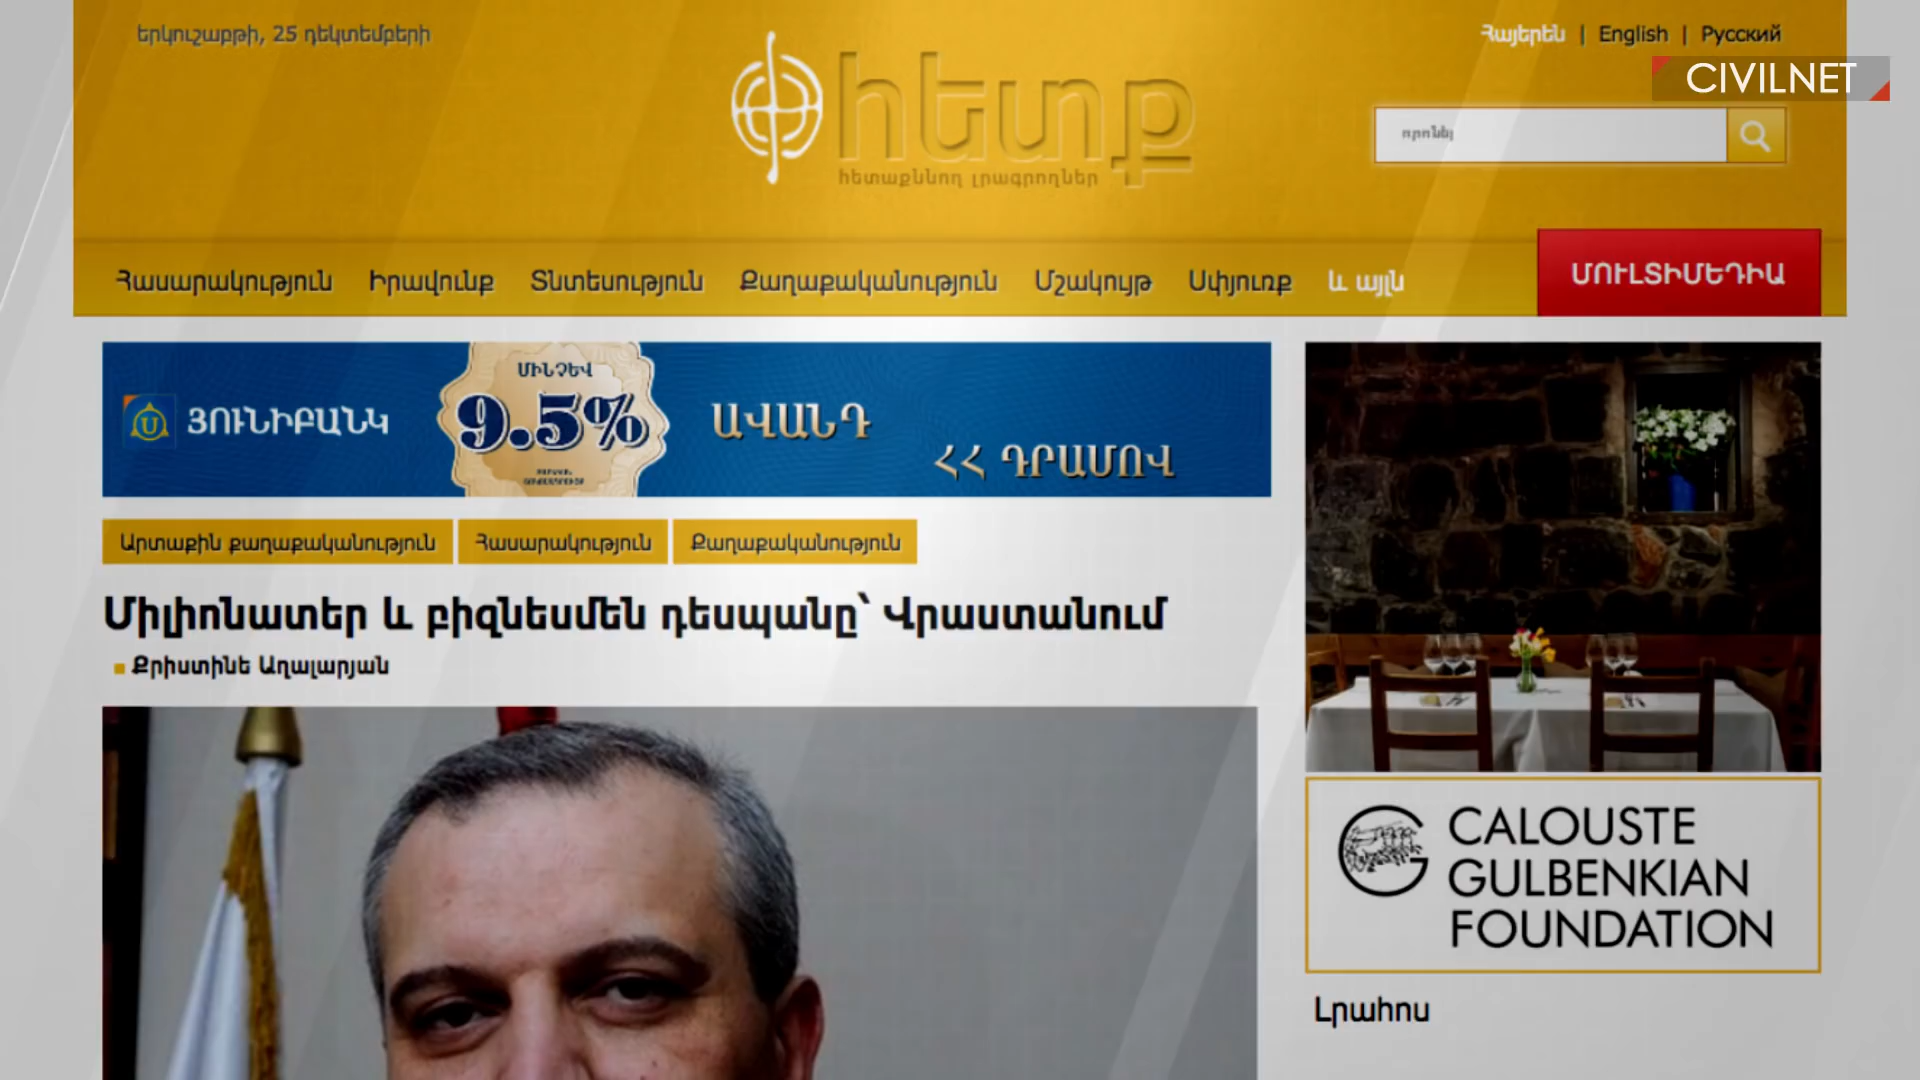 երկուշաբթի, 25 դեկտեմբերի
Հայերեն | English | Русский
CIVILNET
հետք
հետաքննող լրագրողներ
որոնել
Հասարակություն Իրավունք Տնտեսություն Քաղաքականություն Մշակույթ Սփյուռք և այլն
ՄՈՒԼՏԻՄԵԴԻԱ
ՅՈՒՆԻԲԱՆԿ
ՄԻՆՉԵՎ
9.5%
ԱՎԱՆԴ
ՀՀ ԴՐԱՄՈՎ
Արտաքին քաղաքականություն Հասարակություն Քաղաքականություն
Միլիոնատեր և բիզնեսմեն դեսպանը՝ Վրաստանում
Քրիստինե Աղալարյան
CALOUSTE
GULBENKIAN
FOUNDATION
Լրահոս